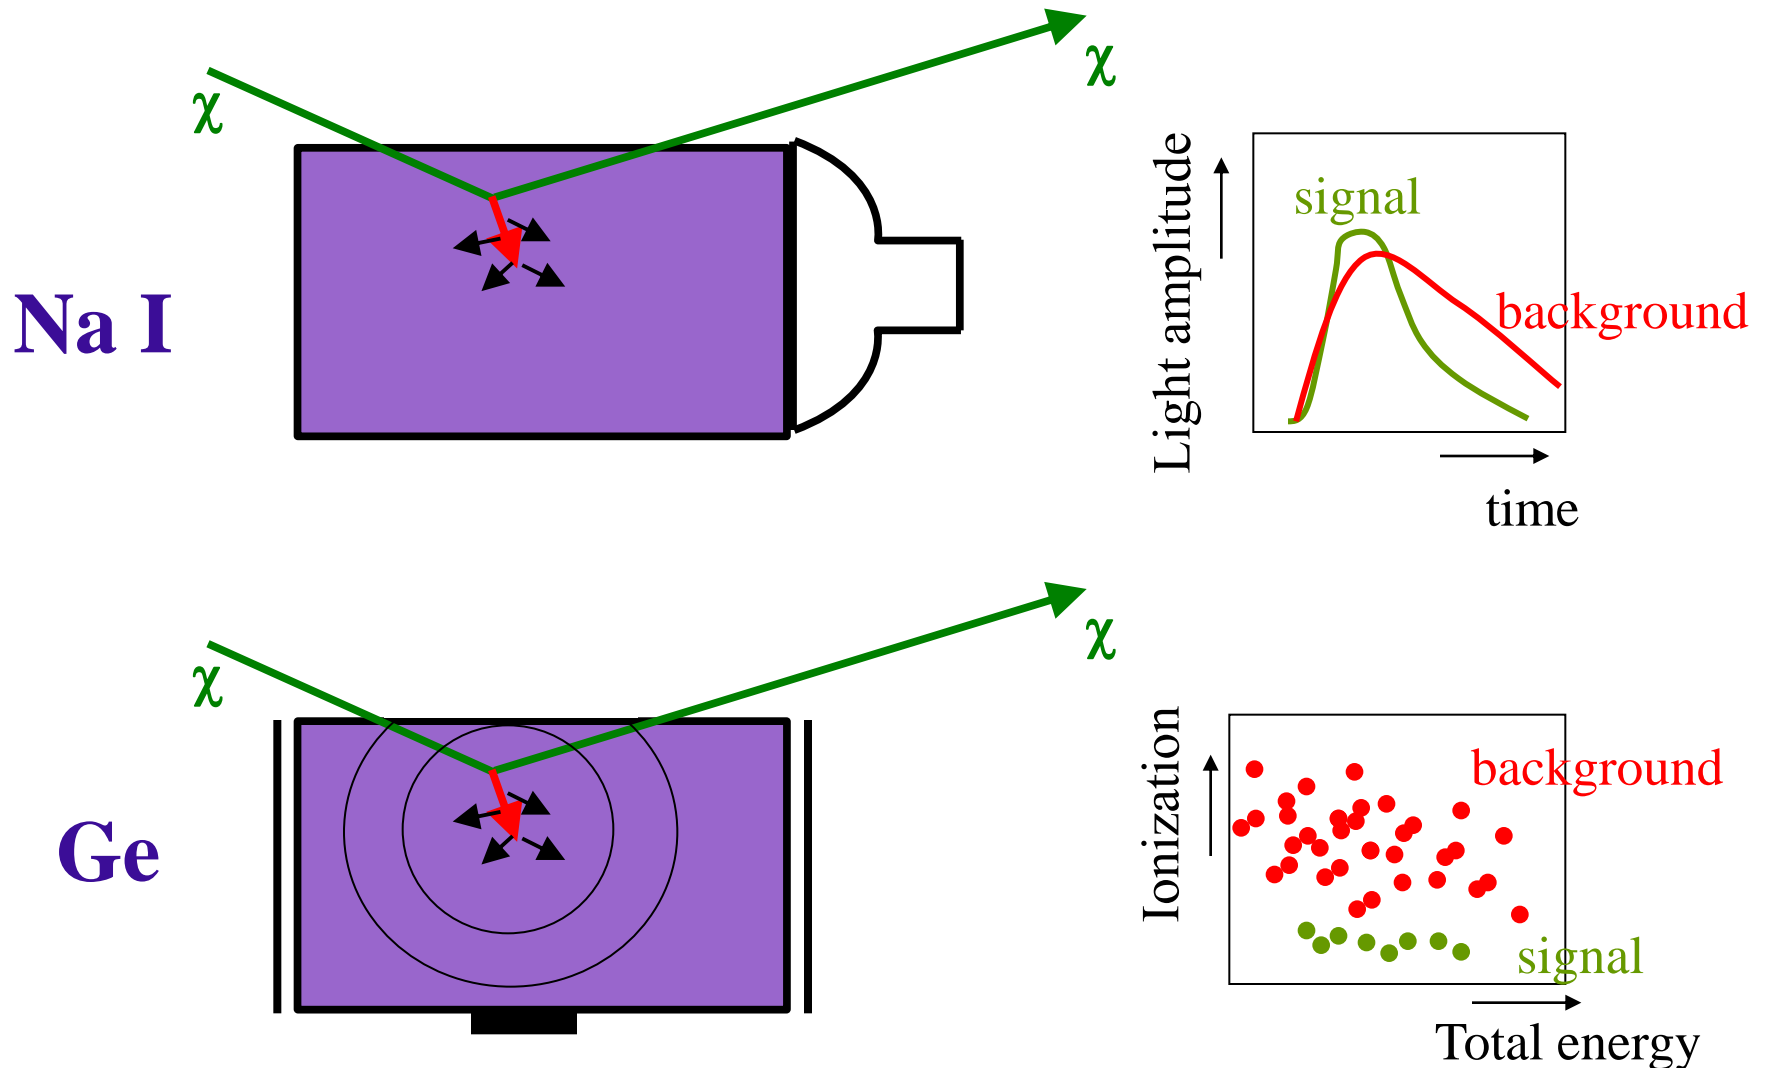 χ
χ
Na I
Light amplitude
signal
background
time
χ
χ
Ge
Ionization
background
signal
Total energy